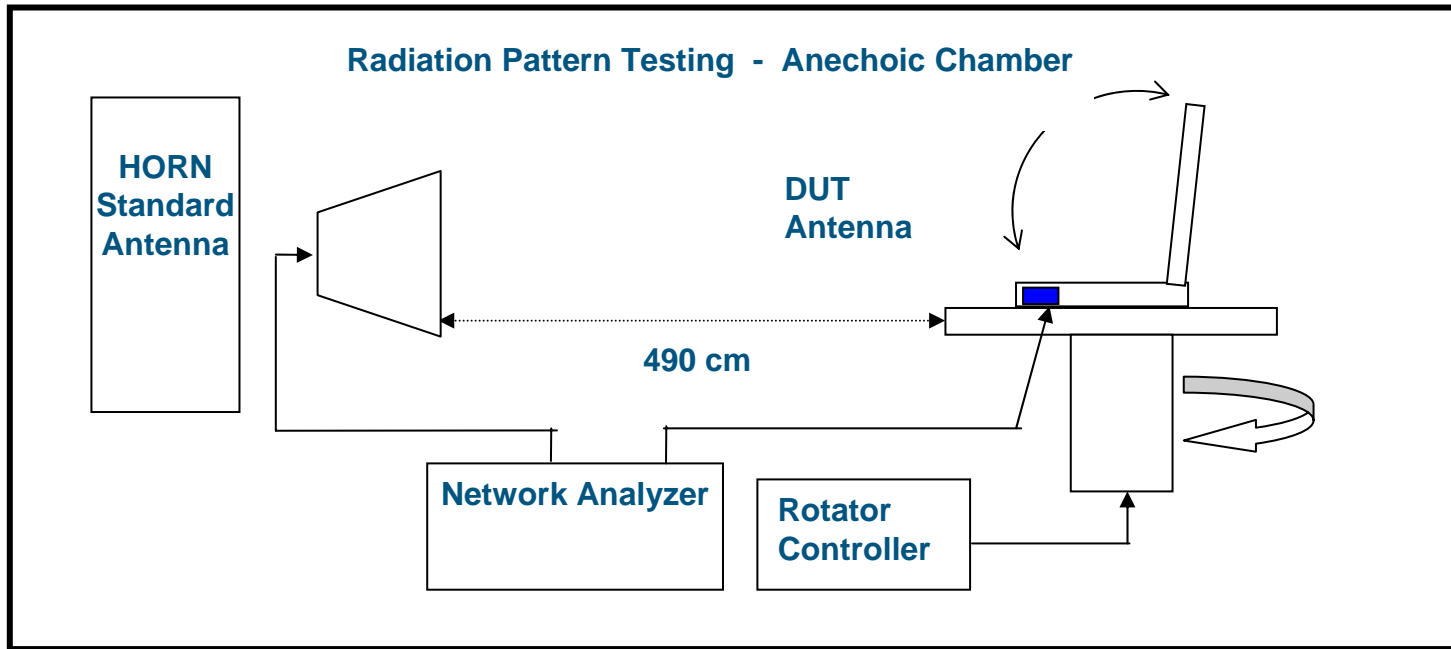 Radiation Pattern Testing - Anechoic Chamber
HORN
Standard
Antenna
DUT
Antenna
490 cm
Network Analyzer
Rotator
Controller